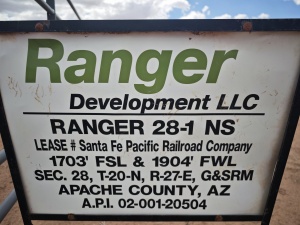 Ranger
Development LLC
RANGER 28-1 NS
LEASE # Santa Fe Pacific Railroad Company
1703' FSL & 1904' FWL
SEC. 28, T-20-N, R-27-E, G&SRM
APACHE COUNTY, AZ
A.P.I. 02-001-20504